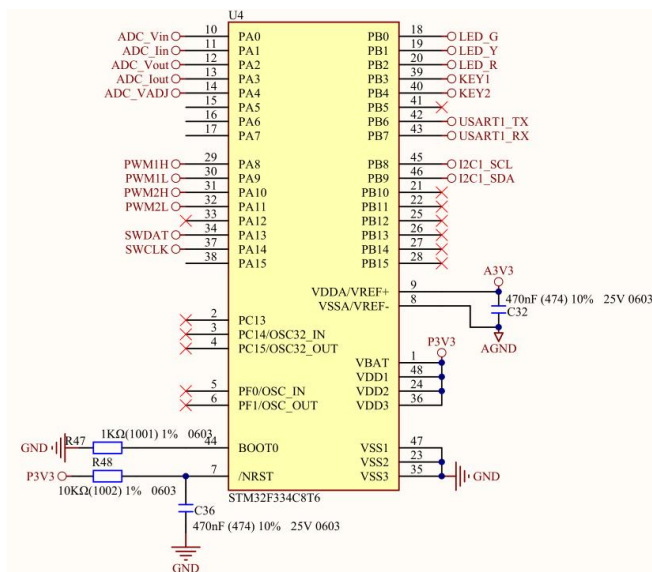 U4
ADC_Vin 10 PA0 PB0 18 LED_G
ADC_Iin 11 PA1 PB1 19 LED_Y
ADC_Vout 12 PA2 PB2 20 LED_R
ADC_Iout 13 PA3 PB3 39 KEY1
ADC_VADJ 14 PA4 PB4 40 KEY2
15 PA5 PB5 41
16 PA6 PB6 42 USART1_TX
17 PA7 PB7 43 USART1_RX
PWM1H 29 PA8 PB8 45 I2C1_SCL
PWM1L 30 PA9 PB9 46 I2C1_SDA
PWM2H 31 PA10 PB10 21
PWM2L 32 PA11 PB11 22
33 PA12 PB12 25
SWDAT 34 PA13 PB13 26
SWCLK 37 PA14 PB14 27
38 PA15 PB15 28
A3V3
VDDA/VREF+ 9
470nF (474) 10% 25V 0603
VSSA/VREF- 8 C32
2 PC13
3 PC14/OSC32_IN
4 PC15/OSC32_OUT
AGND
P3V3
VBAT 1
VDD1 48
5 PF0/OSC_IN VDD2 24
6 PF1/OSC_OUT VDD3 36
1KΩ(1001) 1% 0603
GND R47 44 BOOT0 VSS1 47
R48 VSS2 23
P3V3 7 /NRST VSS3 35 GND
10KΩ(1002) 1% 0603
STM32F334C8T6
C36
470nF (474) 10% 25V 0603
GND